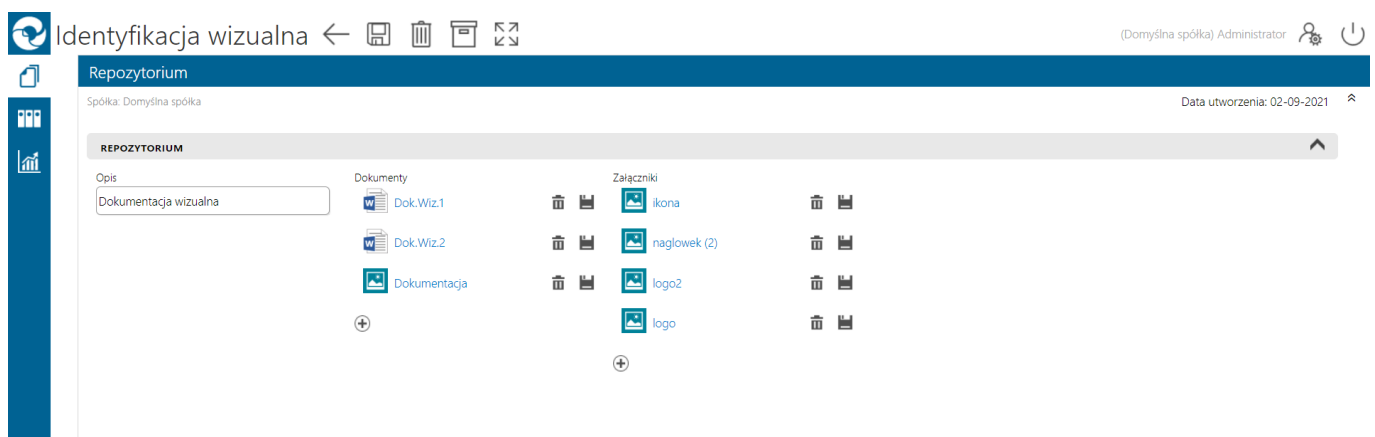 Identyfikacja wizualna
(Domyślna spółka) Administrator
Repozytorium
Spółka: Domyślna spółka
Data utworzenia: 02-09-2021
REPOZYTORIUM
Opis
Dokumentacja wizualna
Dokumenty
Dok.Wiz.1
Dok.Wiz.2
Dokumentacja
Załączniki
ikona
naglowek (2)
logo2
logo